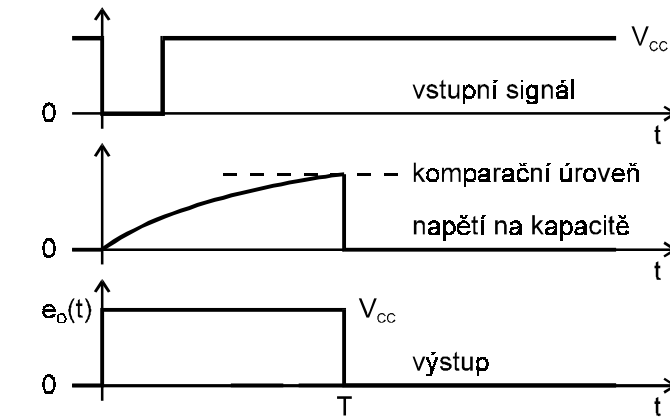 V_CC
0
vstupní signál
t
komparační úroveň
napětí na kapacitě
0
t
e_o(t)
V_CC
výstup
0
T
t